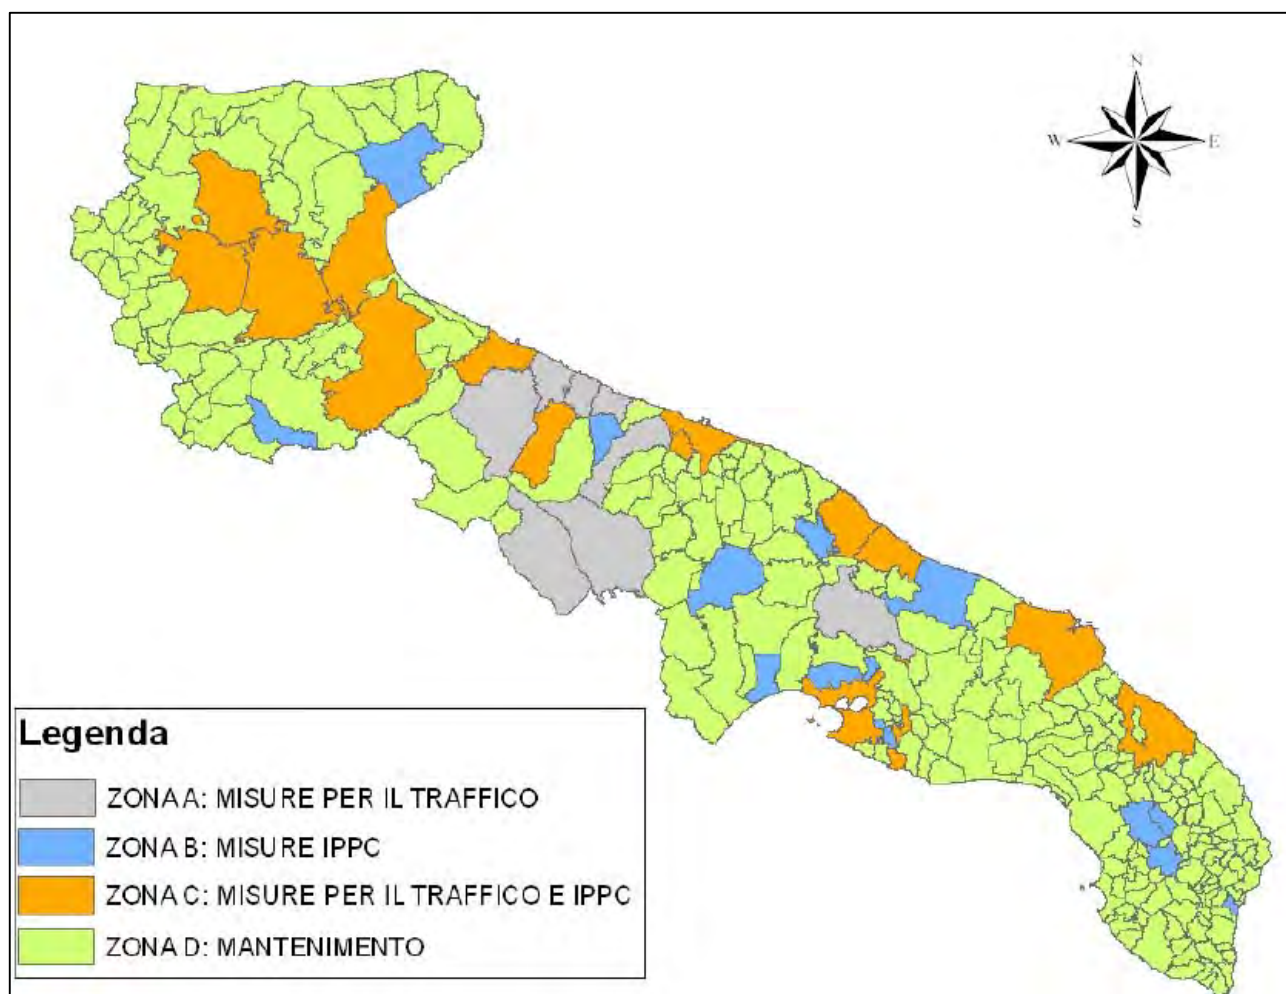 N
W E
S
Legenda
ZONA A: MISURE PER IL TRAFFICO
ZONA B: MISURE IPPC
ZONA C: MISURE PER IL TRAFFICO E IPPC
ZONA D: MANTENIMENTO